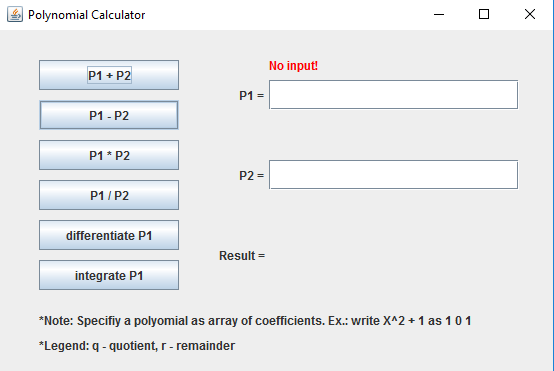 Polynomial Calculator
P1 + P2
P1 - P2
P1 * P2
P1 / P2
differentiate P1
integrate P1
No input!
P1 =
P2 =
Result =
*Note: Specifiy a polyomial as array of coefficients. Ex.: write X^2 + 1 as 1 0 1
*Legend: q - quotient, r - remainder